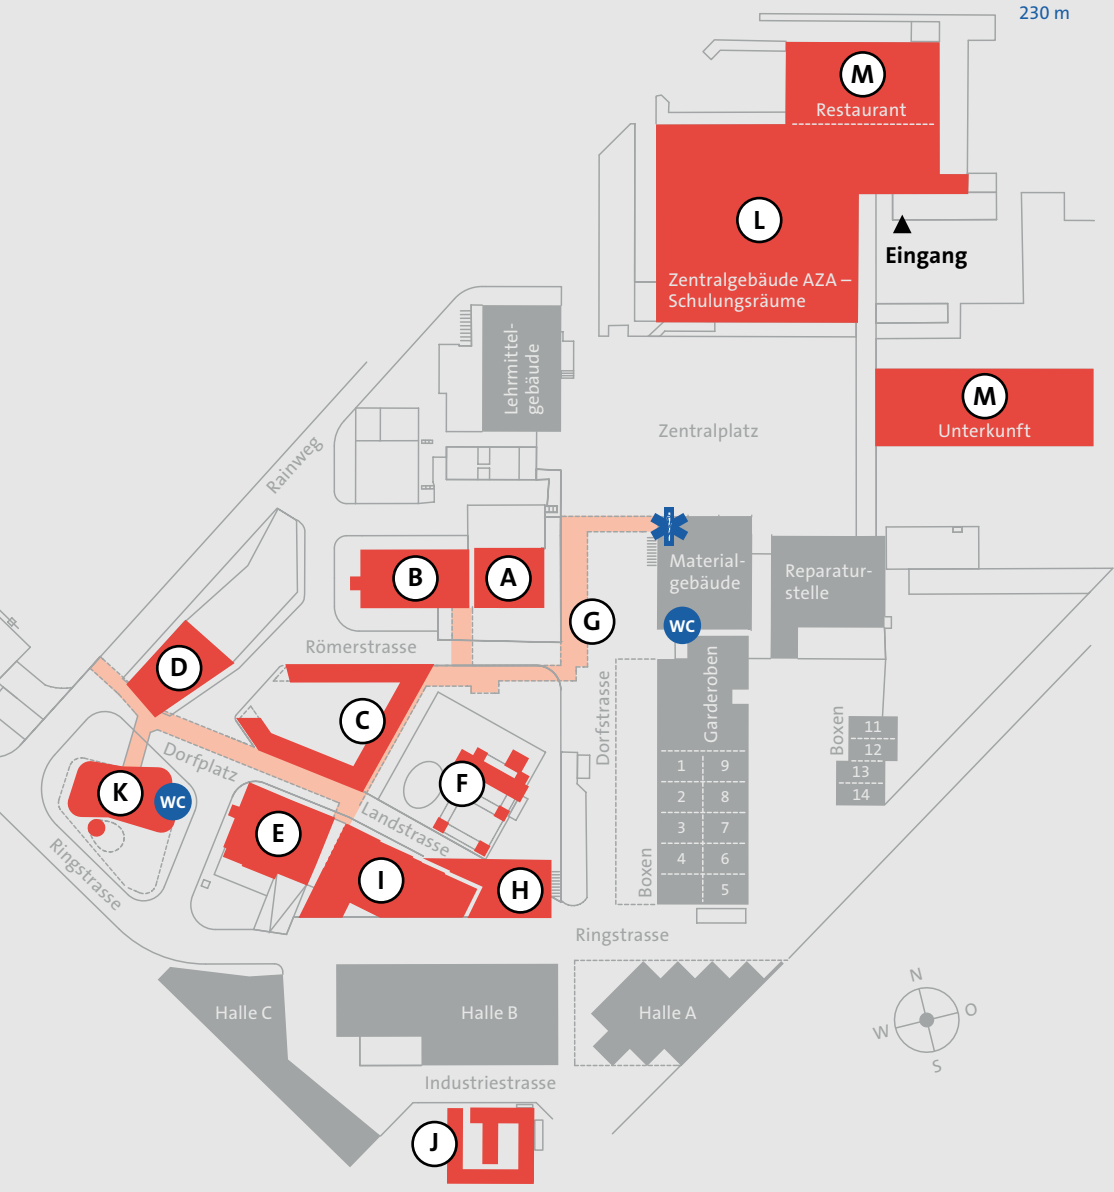 230 m
M
Restaurant
L
Eingang
Zentralgebäude AZA –
Schulungsräume
Lehrmittel-
gebäude
M
Unterkunft
Zentralplatz
Rainweg
B
A
Material-
gebäude
Reparatur-
stelle
G
WC
Römerstrasse
D
C
Dorfstrasse
Garderoben
Boxen
11
12
13
14
Dorfplatz
F
K
WC
1
9
2
8
3
7
4
6
5
Boxen
E
Landstrasse
I
H
Ringstrasse
Ringstrasse
N
O
W
S
Halle C
Halle B
Halle A
Industriestrasse
J